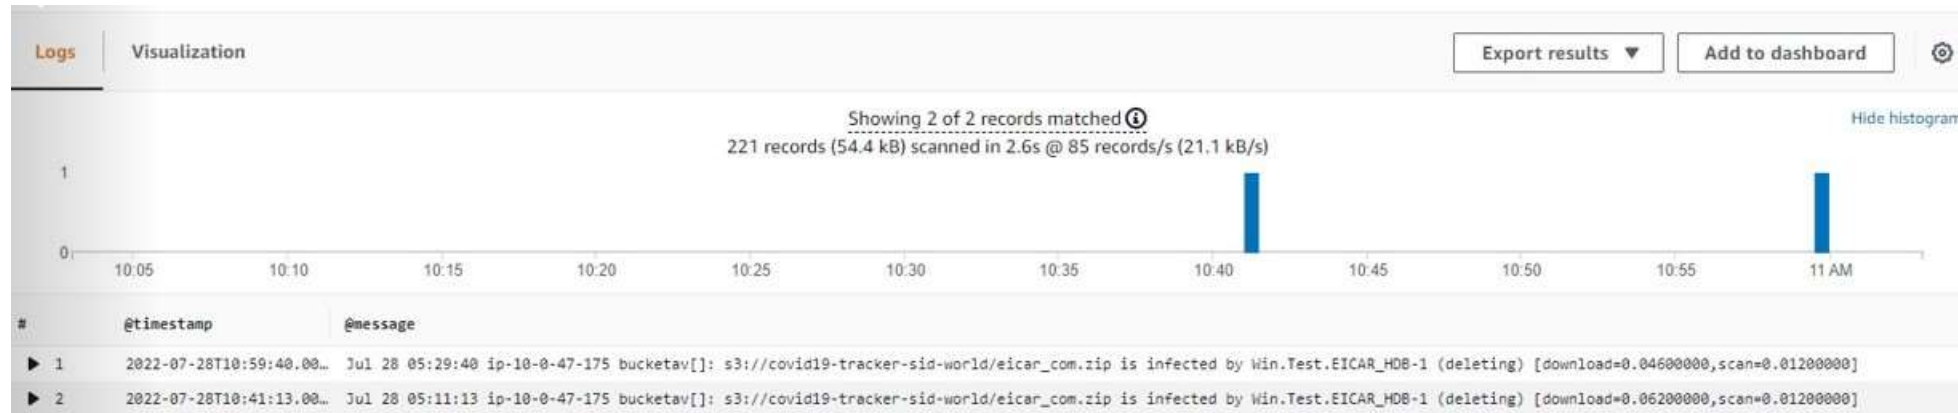 Logs Visualization Export results ▼ Add to dashboard
Showing 2 of 2 records matched
Hide histogram
221 records (54.4 kB) scanned in 2.6s @ 85 records/s (21.1 kB/s)
1
0
10:05 10:10 10:15 10:20 10:25 10:30 10:35 10:40 10:45 10:50 10:55 11 AM
# @timestamp @message
1 2022-07-28T10:59:40.00… Jul 28 05:29:40 ip-10-0-47-175 bucketav[]: s3://covid19-tracker-sid-world/eicar_com.zip is infected by Win.Test.EICAR_HDB-1 (deleting) [download=0.04600000,scan=0.01200000]
2 2022-07-28T10:41:13.00… Jul 28 05:11:13 ip-10-0-47-175 bucketav[]: s3://covid19-tracker-sid-world/eicar_com.zip is infected by Win.Test.EICAR_HDB-1 (deleting) [download=0.06200000,scan=0.01200000]